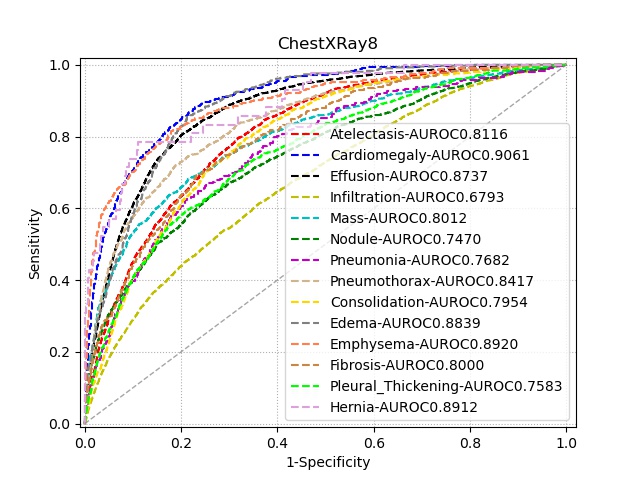 ChestXRay8
1.0
0.8
0.6
0.4
0.2
0.0
Sensitivity
Atelectasis-AUROC0.8116
Cardiomegaly-AUROC0.9061
Effusion-AUROC0.8737
Infiltration-AUROC0.6793
Mass-AUROC0.8012
Nodule-AUROC0.7470
Pneumonia-AUROC0.7682
Pneumothorax-AUROC0.8417
Consolidation-AUROC0.7954
Edema-AUROC0.8839
Emphysema-AUROC0.8920
Fibrosis-AUROC0.8000
Pleural_Thickening-AUROC0.7583
Hernia-AUROC0.8912
0.0 0.2 0.4 0.6 0.8 1.0
1-Specificity